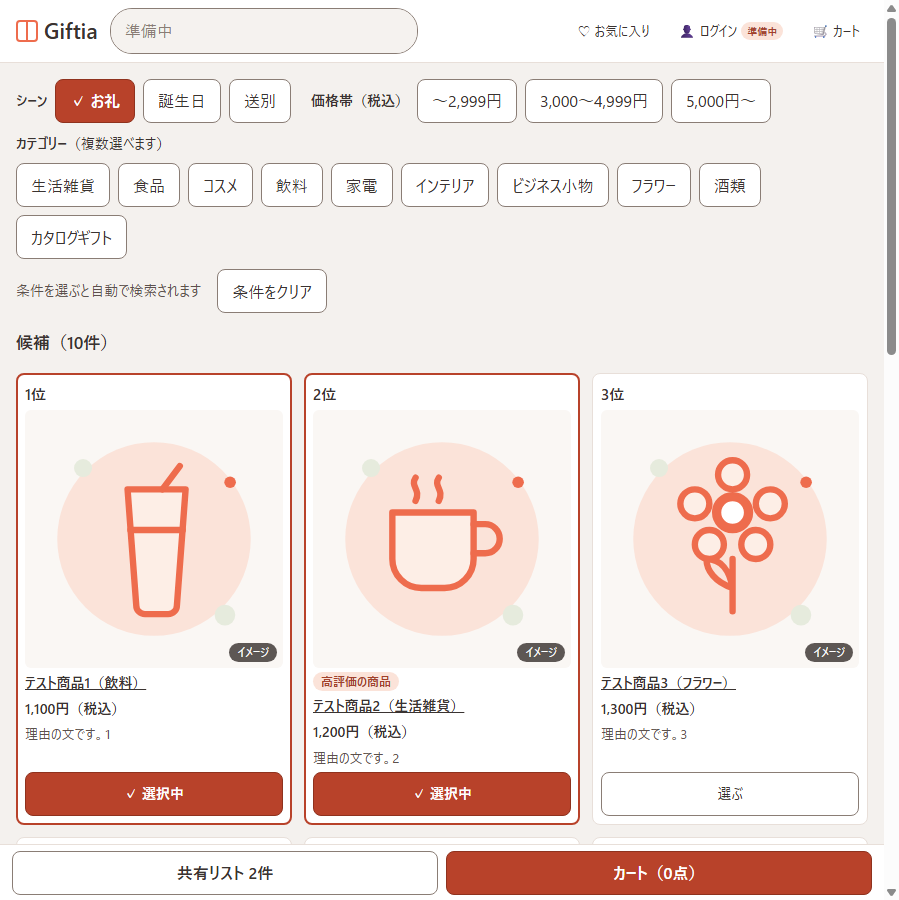 Giftia
準備中
♡ お気に入り
👤 ログイン 準備中
🛒 カート
シーン ✓ お礼 誕生日 送別 価格帯（税込） ～2,999円 3,000～4,999円 5,000円～
カテゴリー（複数選べます）
生活雑貨 食品 コスメ 飲料 家電 インテリア ビジネス小物 フラワー 酒類
カタログギフト
条件を選ぶと自動で検索されます 条件をクリア
候補（10件）
1位
イメージ
テスト商品1（飲料）
1,100円（税込）
理由の文です。1
✓ 選択中
2位
イメージ
高評価の商品
テスト商品2（生活雑貨）
1,200円（税込）
理由の文です。2
✓ 選択中
3位
イメージ
テスト商品3（フラワー）
1,300円（税込）
理由の文です。3
選ぶ
共有リスト 2件
カート（0点）